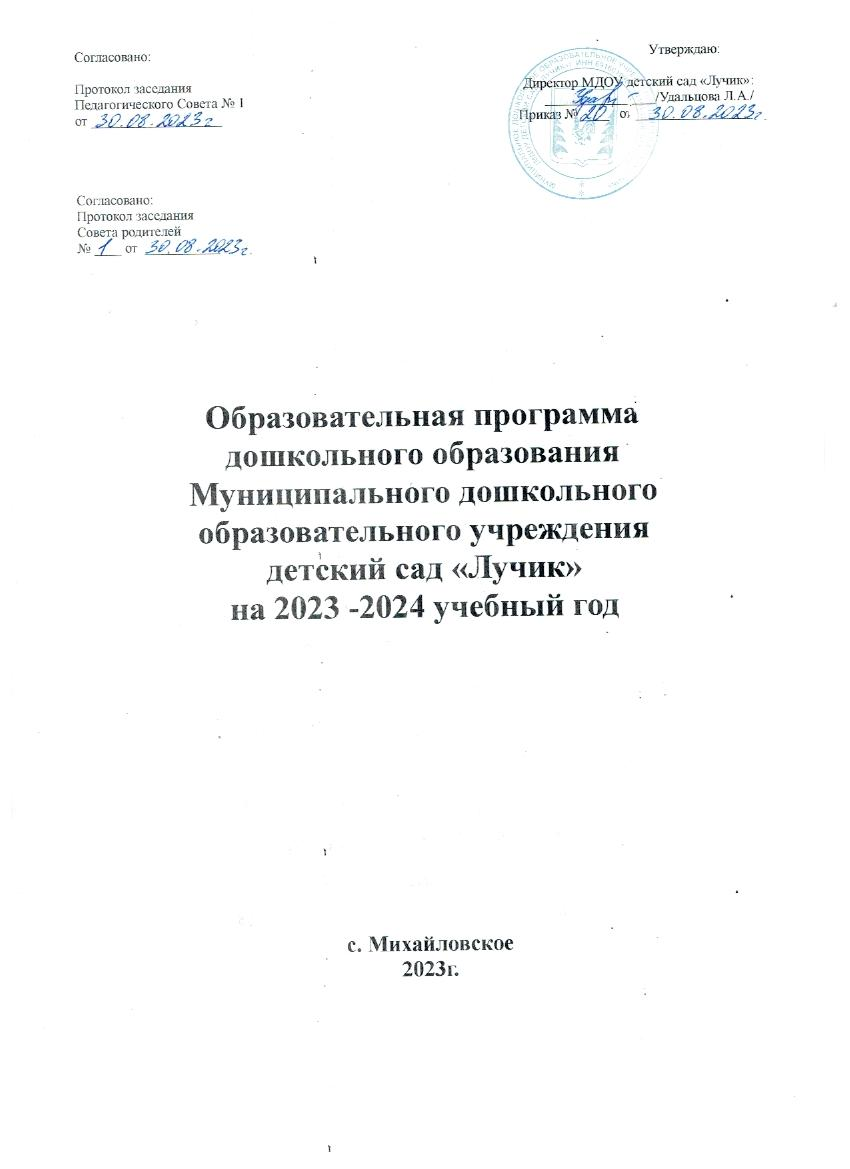 Согласовано:
Протокол заседания
Педагогического Совета № 1
от 30.08.2023г
Утверждаю:
Директор МДОУ детский сад «Лучик»:
/Удальцова Л.А./
Приказ № 20 от 30.08.2023г.
Согласовано:
Протокол заседания
Совета родителей
№ 1 от 30.08.2023г.
Образовательная программа
дошкольного образования
Муниципального дошкольного
образовательного учреждения
детский сад «Лучик»
на 2023 -2024 учебный год
с. Михайловское
2023г.